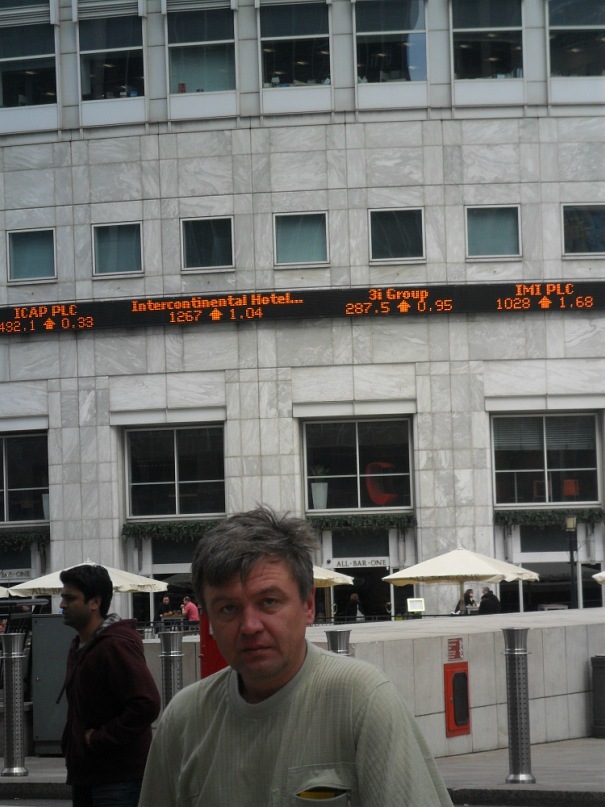 ICAP PLC
492.1 0.33
Intercontinental Hotel...
1267 1.04
3i Group
287.5 0.95
IMI PLC
1028 1.68
ALL·BAR·ONE